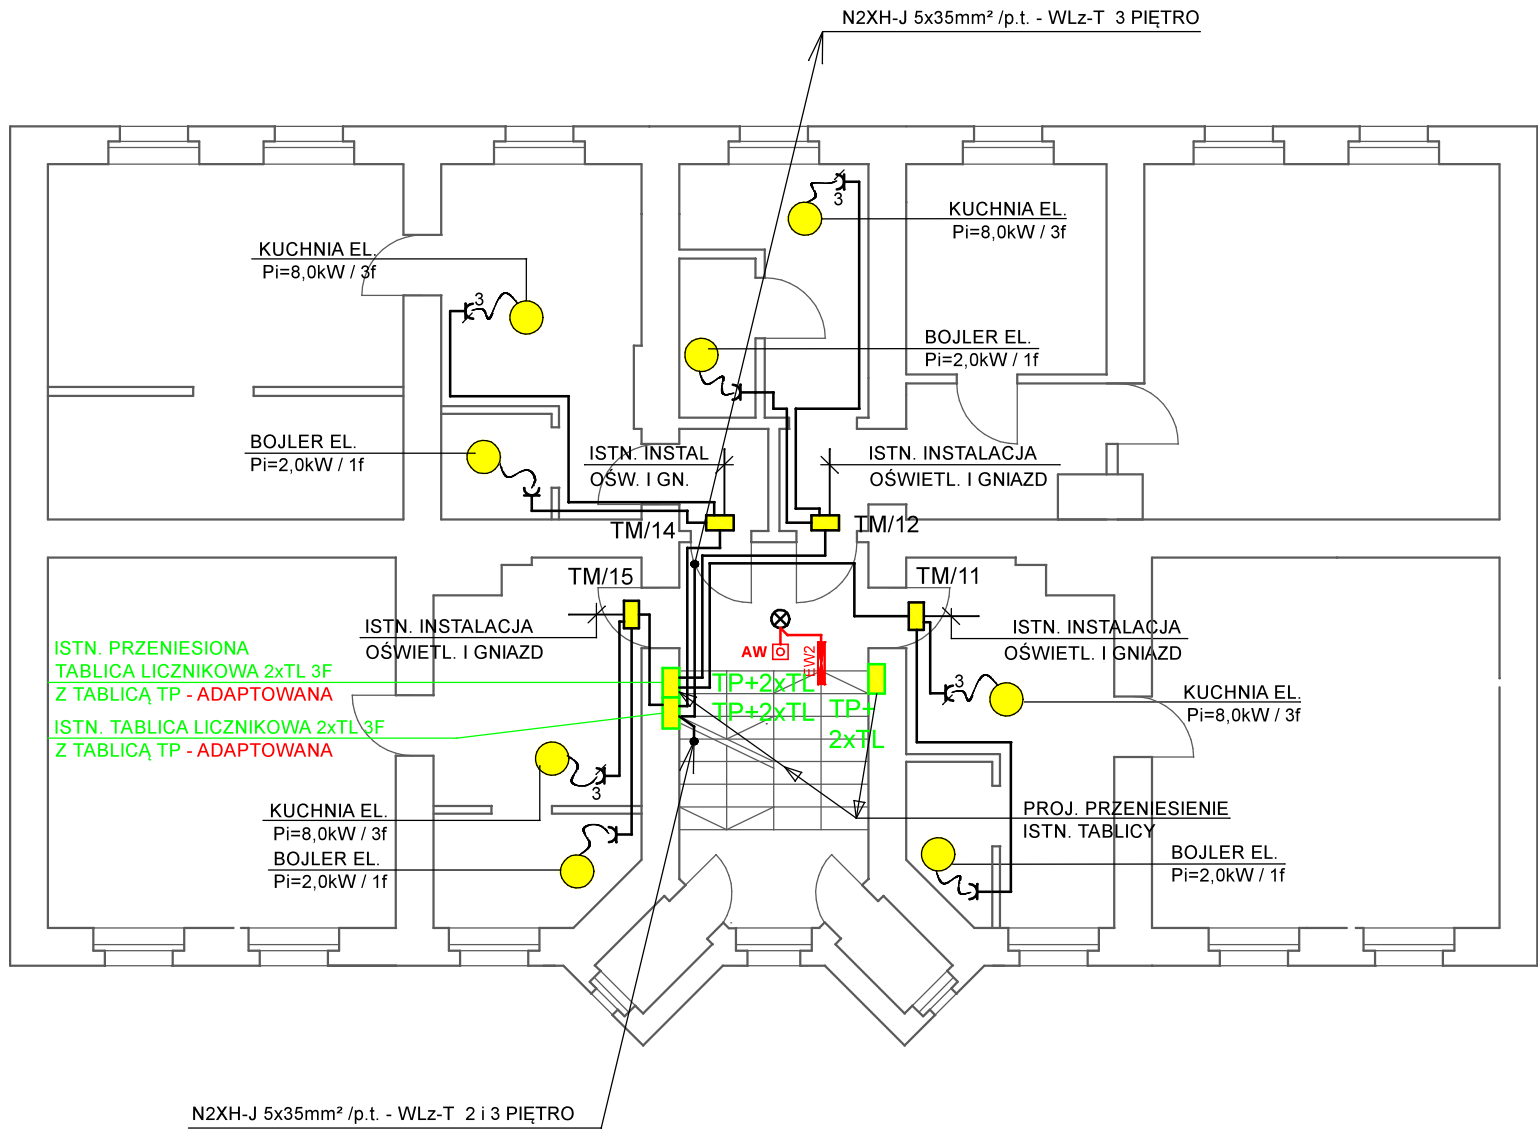 N2XH-J 5x35mm² /p.t. - WLz-T 3 PIĘTRO
KUCHNIA EL.
Pi=8,0kW / 3f
3
KUCHNIA EL.
Pi=8,0kW / 3f
3
BOJLER EL.
Pi=2,0kW / 1f
BOJLER EL.
Pi=2,0kW / 1f
ISTN. INSTAL
OŚW. I GN.
ISTN. INSTALACJA
OŚWIETL. I GNIAZD
TM/14
TM/12
TM/15
TM/11
ISTN. INSTALACJA
OŚWIETL. I GNIAZD
ISTN. INSTALACJA
OŚWIETL. I GNIAZD
AW
EW2
ISTN. PRZENIESIONA
TABLICA LICZNIKOWA 2xTL 3F
Z TABLICĄ TP - ADAPTOWANA
ISTN. TABLICA LICZNIKOWA 2xTL 3F
Z TABLICĄ TP - ADAPTOWANA
TP+2xTL
TP+2xTL
TP+
2xTL
3
KUCHNIA EL.
Pi=8,0kW / 3f
3
KUCHNIA EL.
Pi=8,0kW / 3f
BOJLER EL.
Pi=2,0kW / 1f
PROJ. PRZENIESIENIE
ISTN. TABLICY
BOJLER EL.
Pi=2,0kW / 1f
N2XH-J 5x35mm² /p.t. - WLz-T 2 i 3 PIĘTRO